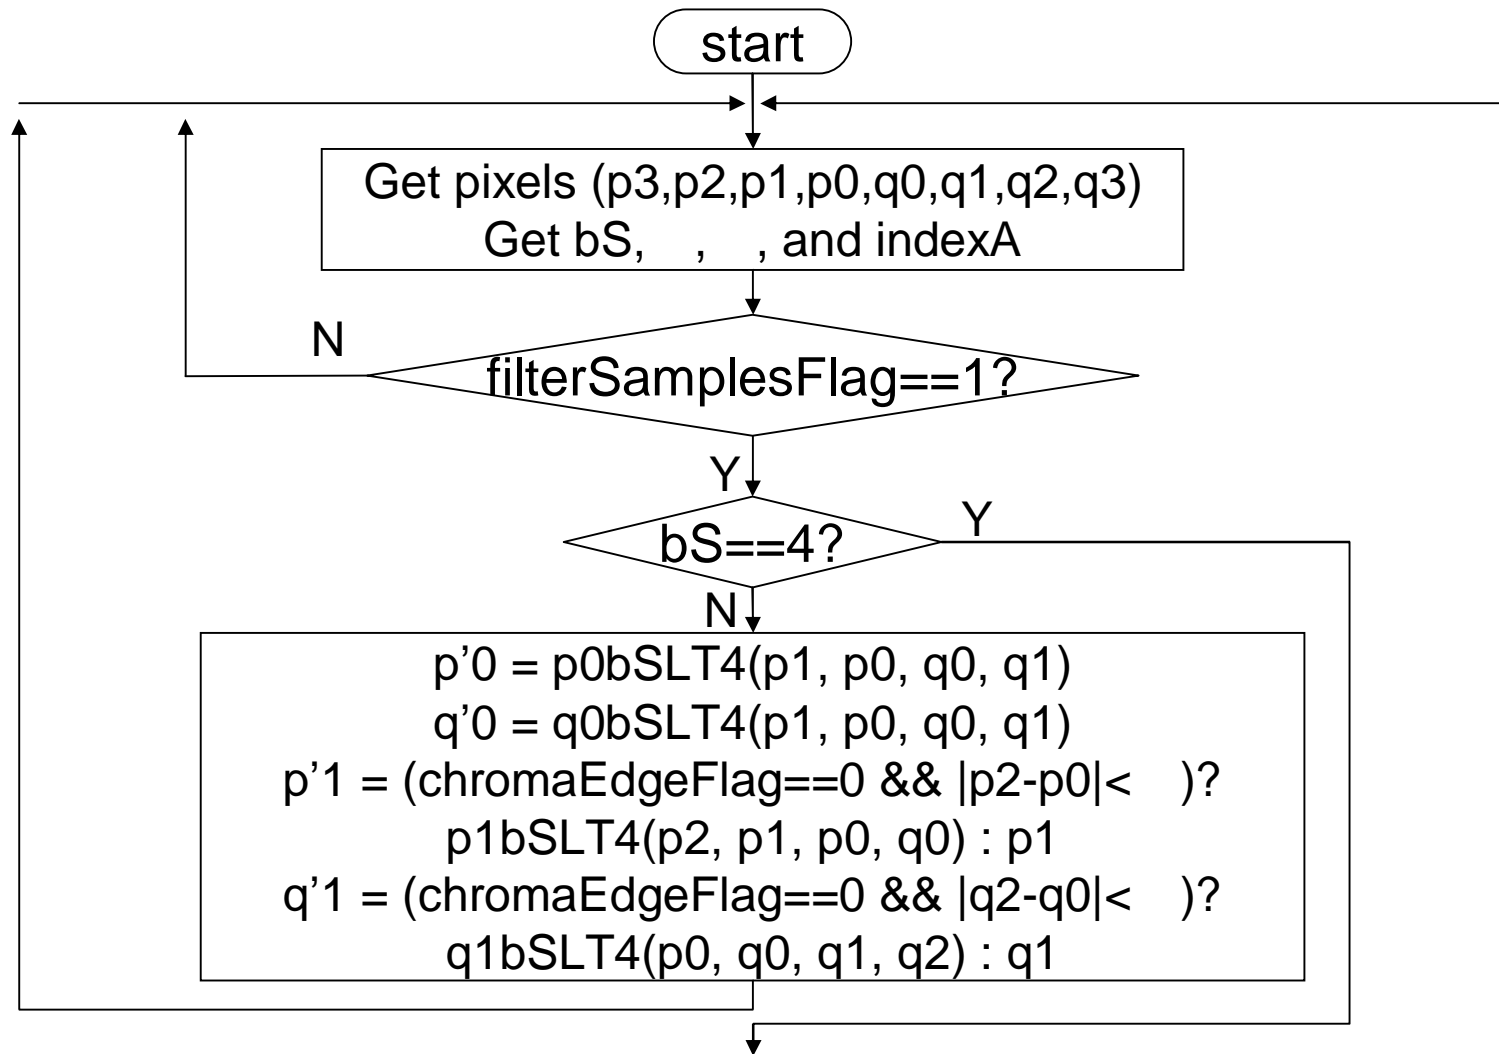 start
Get pixels (p3,p2,p1,p0,q0,q1,q2,q3)
Get bS, , , and indexA
N
filterSamplesFlag==1?
Y
bS==4?
Y
N
p’0 = p0bSLT4(p1, p0, q0, q1)
q’0 = q0bSLT4(p1, p0, q0, q1)
p’1 = (chromaEdgeFlag==0 && |p2-p0|< )?
p1bSLT4(p2, p1, p0, q0) : p1
q’1 = (chromaEdgeFlag==0 && |q2-q0|< )?
q1bSLT4(p0, q0, q1, q2) : q1